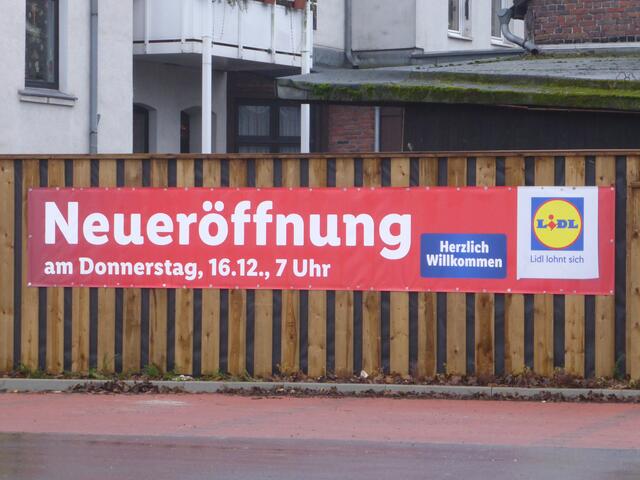 Neueröffnung
am Donnerstag, 16.12., 7 Uhr
Herzlich
Willkommen
LIDL
Lidl lohnt sich